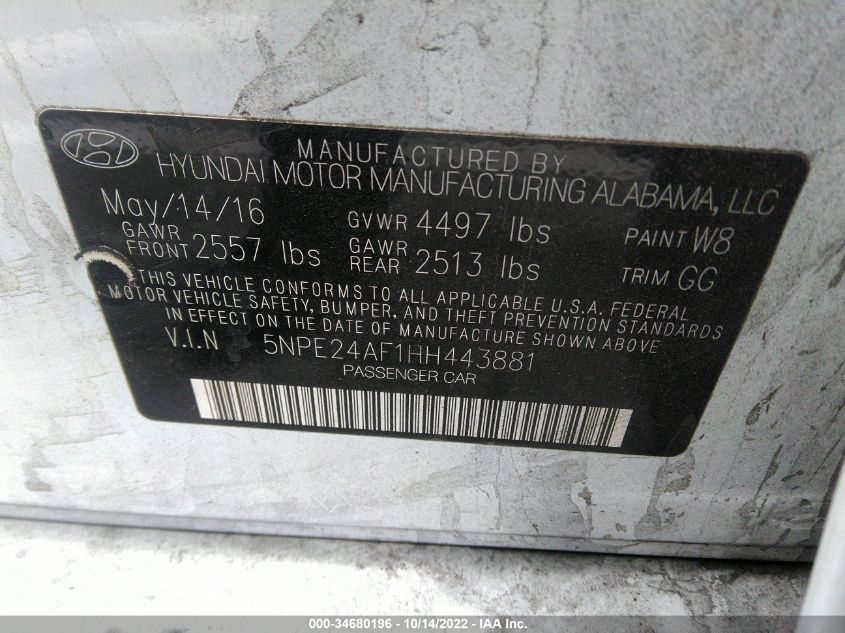 MANUFACTURED BY
HYUNDAI MOTOR MANUFACTURING ALABAMA, LLC
May/14/16 GVWR 4497 lbs PAINT W8
GAWR FRONT 2557 lbs GAWR REAR 2513 lbs TRIM GG
THIS VEHICLE CONFORMS TO ALL APPLICABLE U.S.A. FEDERAL
MOTOR VEHICLE SAFETY, BUMPER, AND THEFT PREVENTION STANDARDS
IN EFFECT ON THE DATE OF MANUFACTURE SHOWN ABOVE.
V.I.N 5NPE24AF1HH443881
PASSENGER CAR
000-34680196 - 10/14/2022 - IAA Inc.